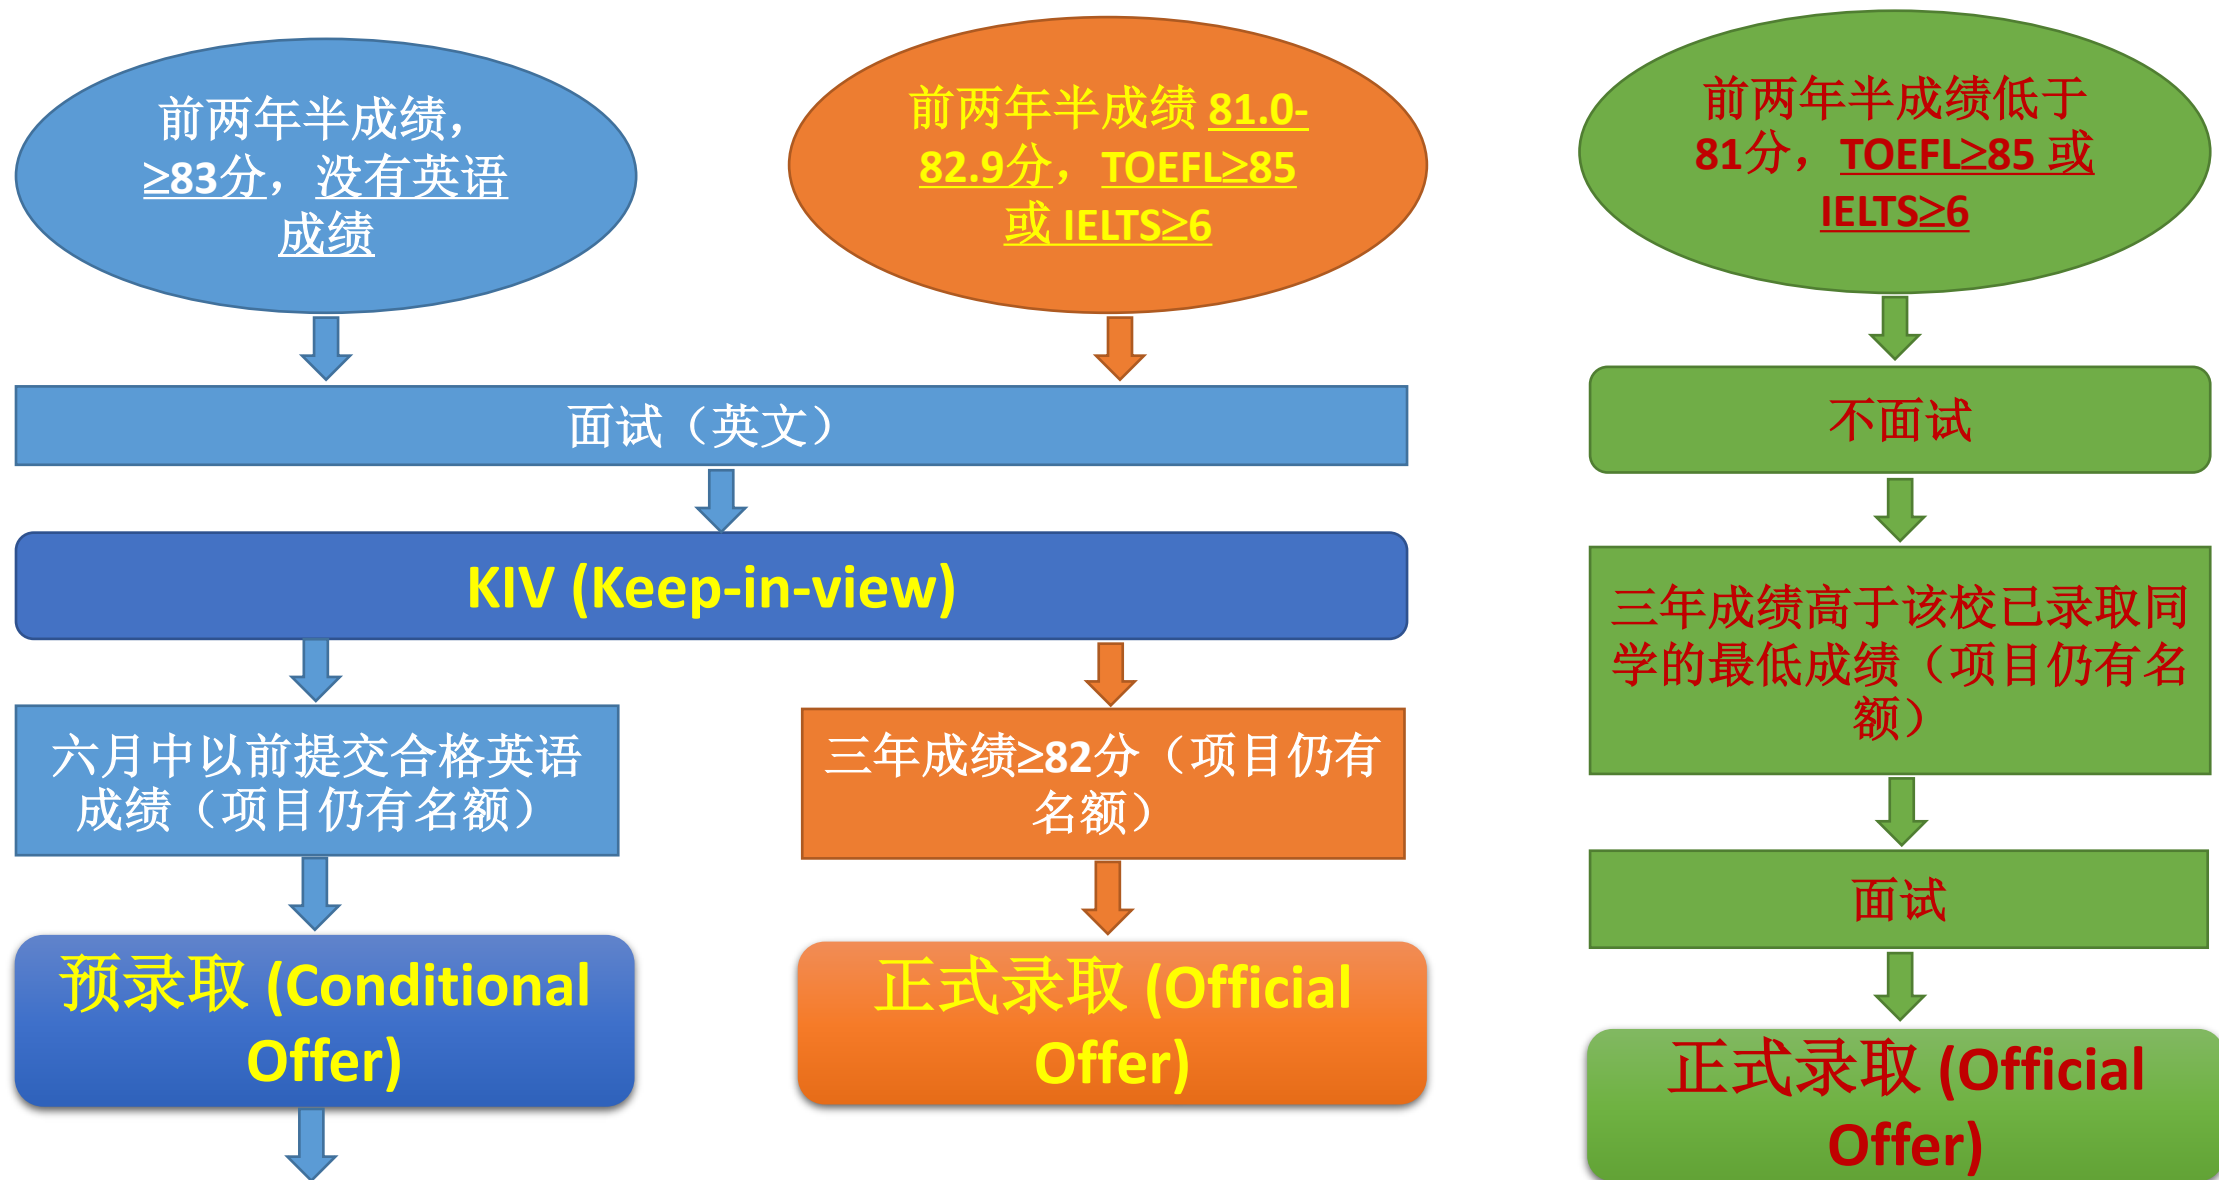 前两年半成绩，
≥83分，没有英语
成绩
前两年半成绩 81.0-
82.9分，TOEFL≥85
或 IELTS≥6
前两年半成绩低于
81分，TOEFL≥85 或
IELTS≥6
面试（英文）
不面试
KIV (Keep-in-view)
三年成绩高于该校已录取同
学的最低成绩（项目仍有名
额）
六月中以前提交合格英语
成绩（项目仍有名额）
三年成绩≥82分（项目仍有
名额）
面试
预录取 (Conditional
Offer)
正式录取 (Official
Offer)
正式录取 (Official
Offer)